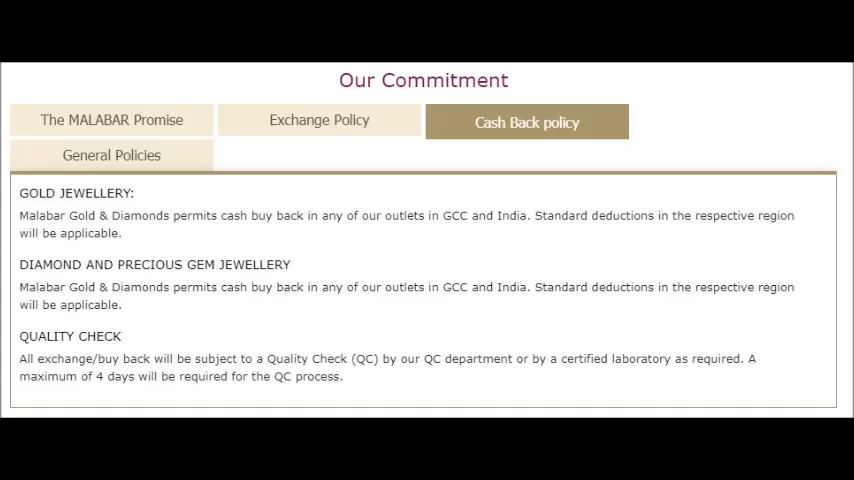 Our Commitment
The MALABAR Promise
Exchange Policy
Cash Back policy
General Policies
GOLD JEWELLERY:
Malabar Gold & Diamonds permits cash buy back in any of our outlets in GCC and India. Standard deductions in the respective region
will be applicable.
DIAMOND AND PRECIOUS GEM JEWELLERY
Malabar Gold & Diamonds permits cash buy back in any of our outlets in GCC and India. Standard deductions in the respective region
will be applicable.
QUALITY CHECK
All exchange/buy back will be subject to a Quality Check (QC) by our QC department or by a certified laboratory as required. A
maximum of 4 days will be required for the QC process.